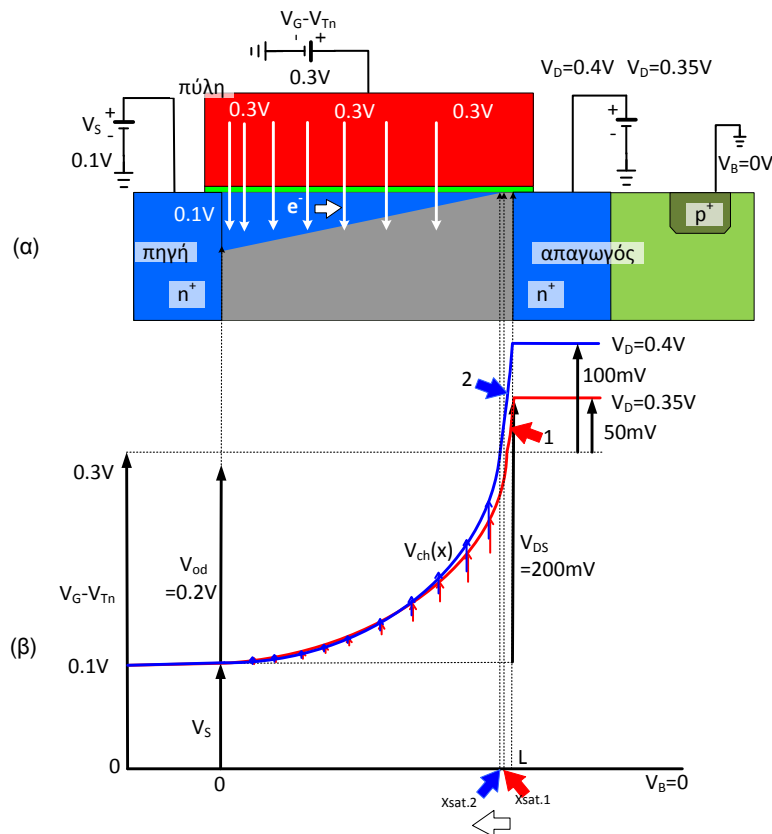 V_G-V_Tn
- +
0.3V
V_D=0.4V V_D=0.35V
πύλη
0.3V 0.3V 0.3V
V_S
+
-
0.1V
+
-
V_B=0V
0.1V
e⁻
p⁺
(α)
πηγή
απαγωγός
n⁺
n⁺
V_D=0.4V
2
100mV
V_D=0.35V
1
50mV
0.3V
V_ch(x)
V_od
=0.2V
V_DS
=200mV
V_G-V_Tn
(β)
0.1V
V_S
L
0
0
V_B=0
Xsat.2
Xsat.1